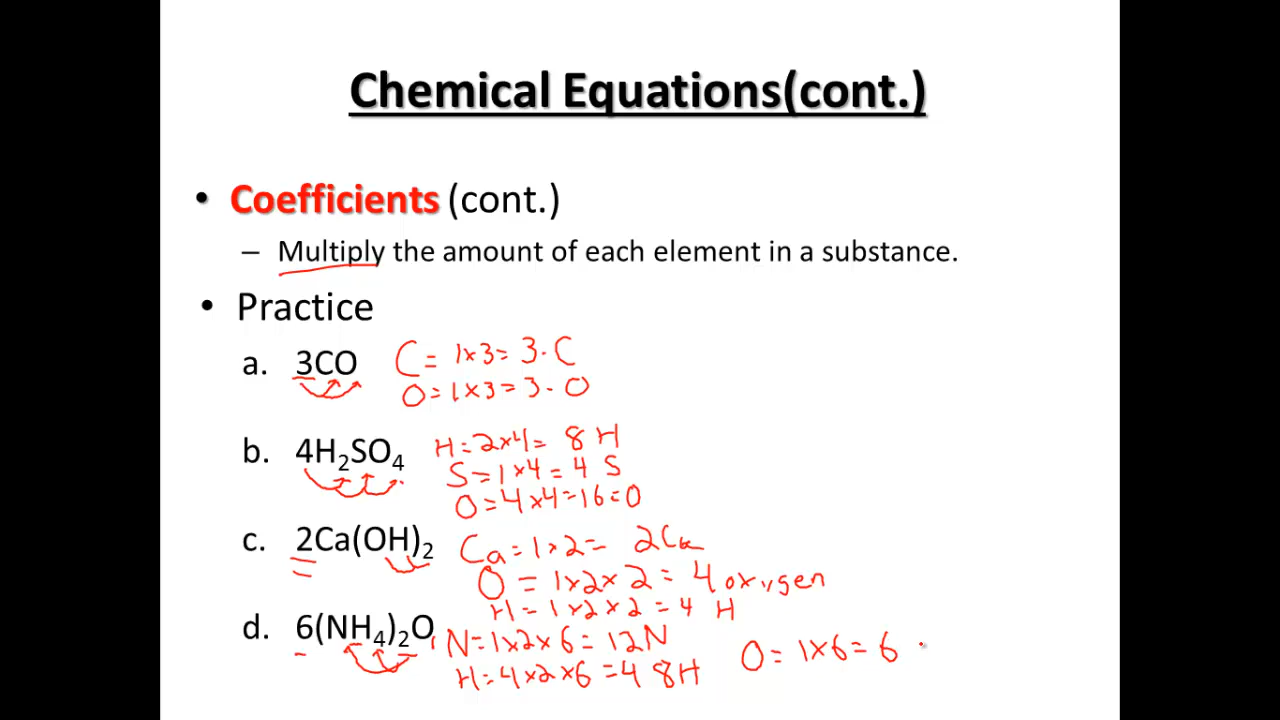 Chemical Equations(cont.)
• Coefficients (cont.)
– Multiply the amount of each element in a substance.
• Practice
a. 3CO C = 1x3= 3 · C
O = 1x3 = 3 · O
b. 4H₂SO₄ H = 2x4= 8 H
S = 1x4 = 4 S
O = 4x4 = 16 = O
c. 2Ca(OH)₂ Ca = 1x2= 2Ca
O = 1x2x2 = 4 oxygen
H = 1x2x2 = 4 H
d. 6(NH₄)₂O N = 1x2x6 = 12N
H = 4x2x6 = 48H
O = 1x6 = 6